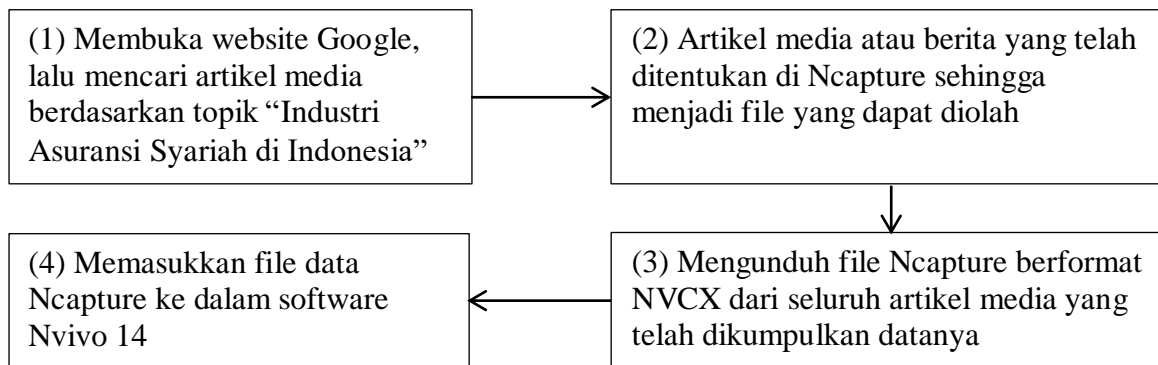 (1) Membuka website Google,
lalu mencari artikel media
berdasarkan topik “Industri
Asuransi Syariah di Indonesia”
(2) Artikel media atau berita yang telah
ditentukan di Ncapture sehingga
menjadi file yang dapat diolah
(3) Mengunduh file Ncapture berformat
NVCX dari seluruh artikel media yang
telah dikumpulkan datanya
(4) Memasukkan file data
Ncapture ke dalam software
Nvivo 14